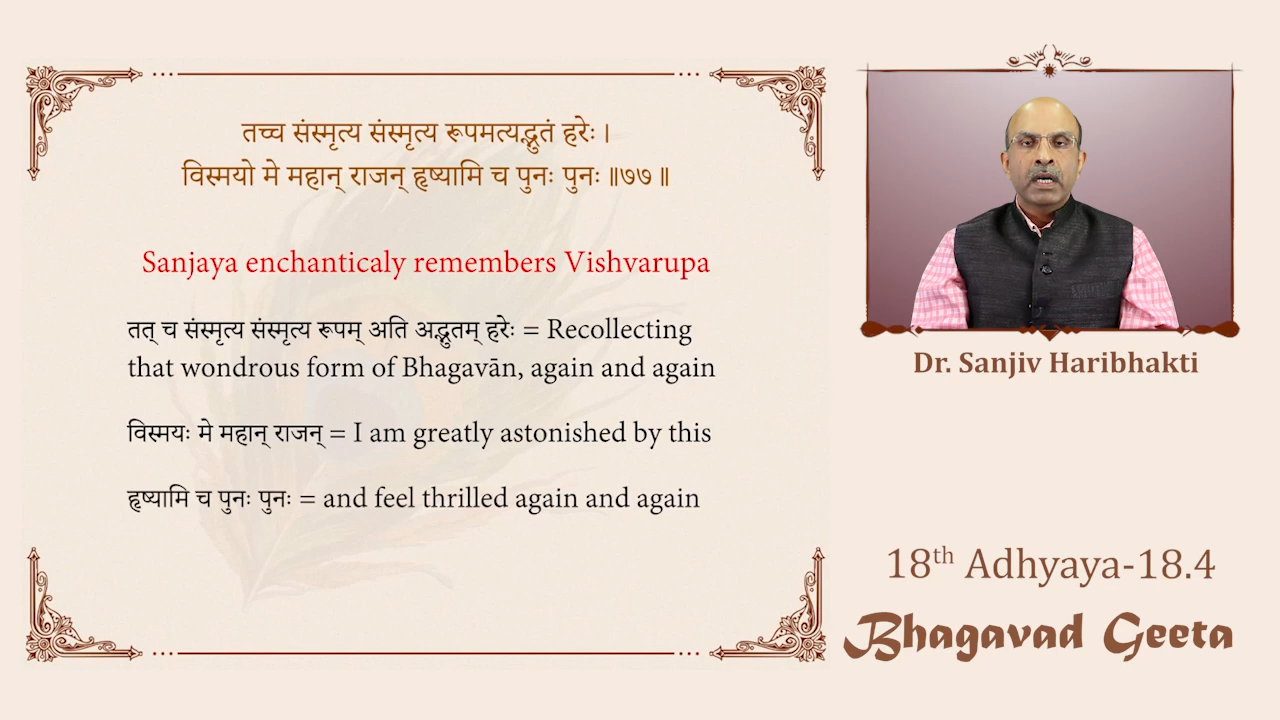 तच्च संस्मृत्य संस्मृत्य रूपमत्यद्भुतं हरेः ।
विस्मयो मे महान् राजन् हृष्यामि च पुनः पुनः ॥७७॥
Sanjaya enchanticaly remembers Vishvarupa
तत् च संस्मृत्य संस्मृत्य रूपम् अति अद्भुतम् हरेः = Recollecting
that wondrous form of Bhagavān, again and again
विस्मयः मे महान् राजन् = I am greatly astonished by this
हृष्यामि च पुनः पुनः = and feel thrilled again and again
Dr. Sanjiv Haribhakti
18th Adhyaya-18.4
Bhagavad Geeta